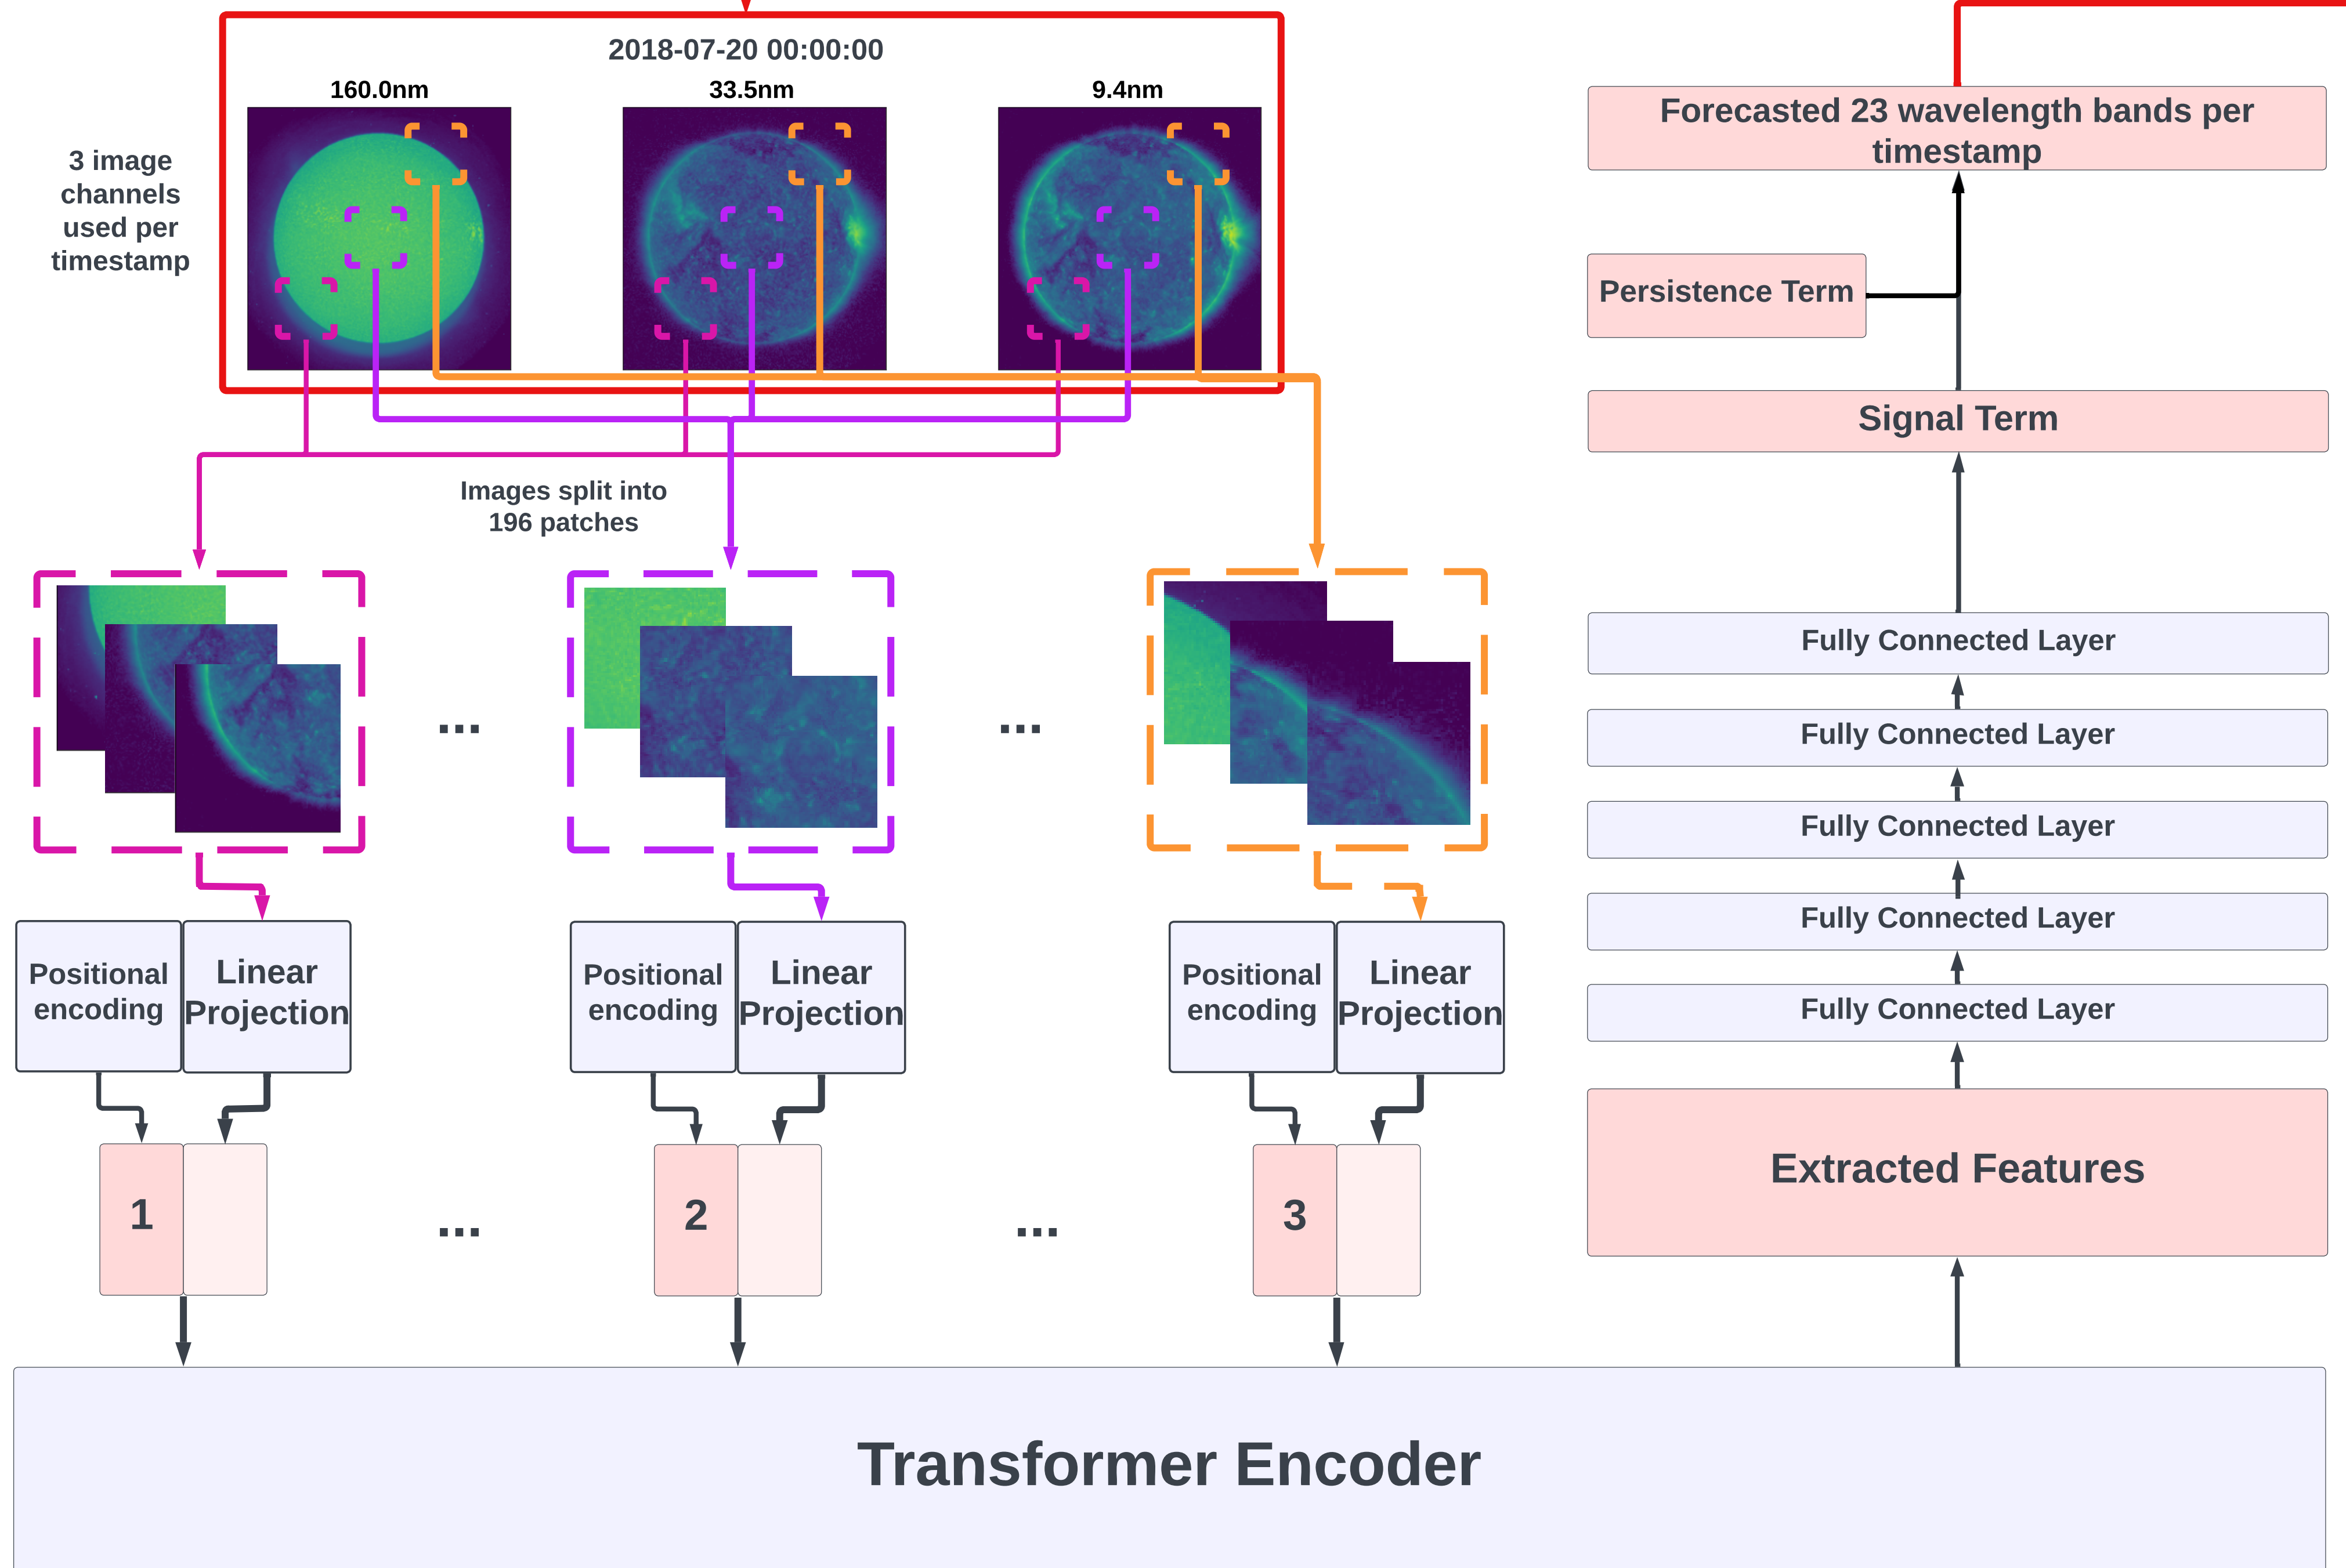 2018-07-20 00:00:00
160.0nm
33.5nm
9.4nm
3 image
channels
used per
timestamp
Images split into
196 patches
...
...
Positional
encoding
Linear
Projection
Positional
encoding
Linear
Projection
Positional
encoding
Linear
Projection
1
...
2
...
3
Transformer Encoder
Forecasted 23 wavelength bands per
timestamp
Persistence Term
Signal Term
Fully Connected Layer
Fully Connected Layer
Fully Connected Layer
Fully Connected Layer
Fully Connected Layer
Extracted Features